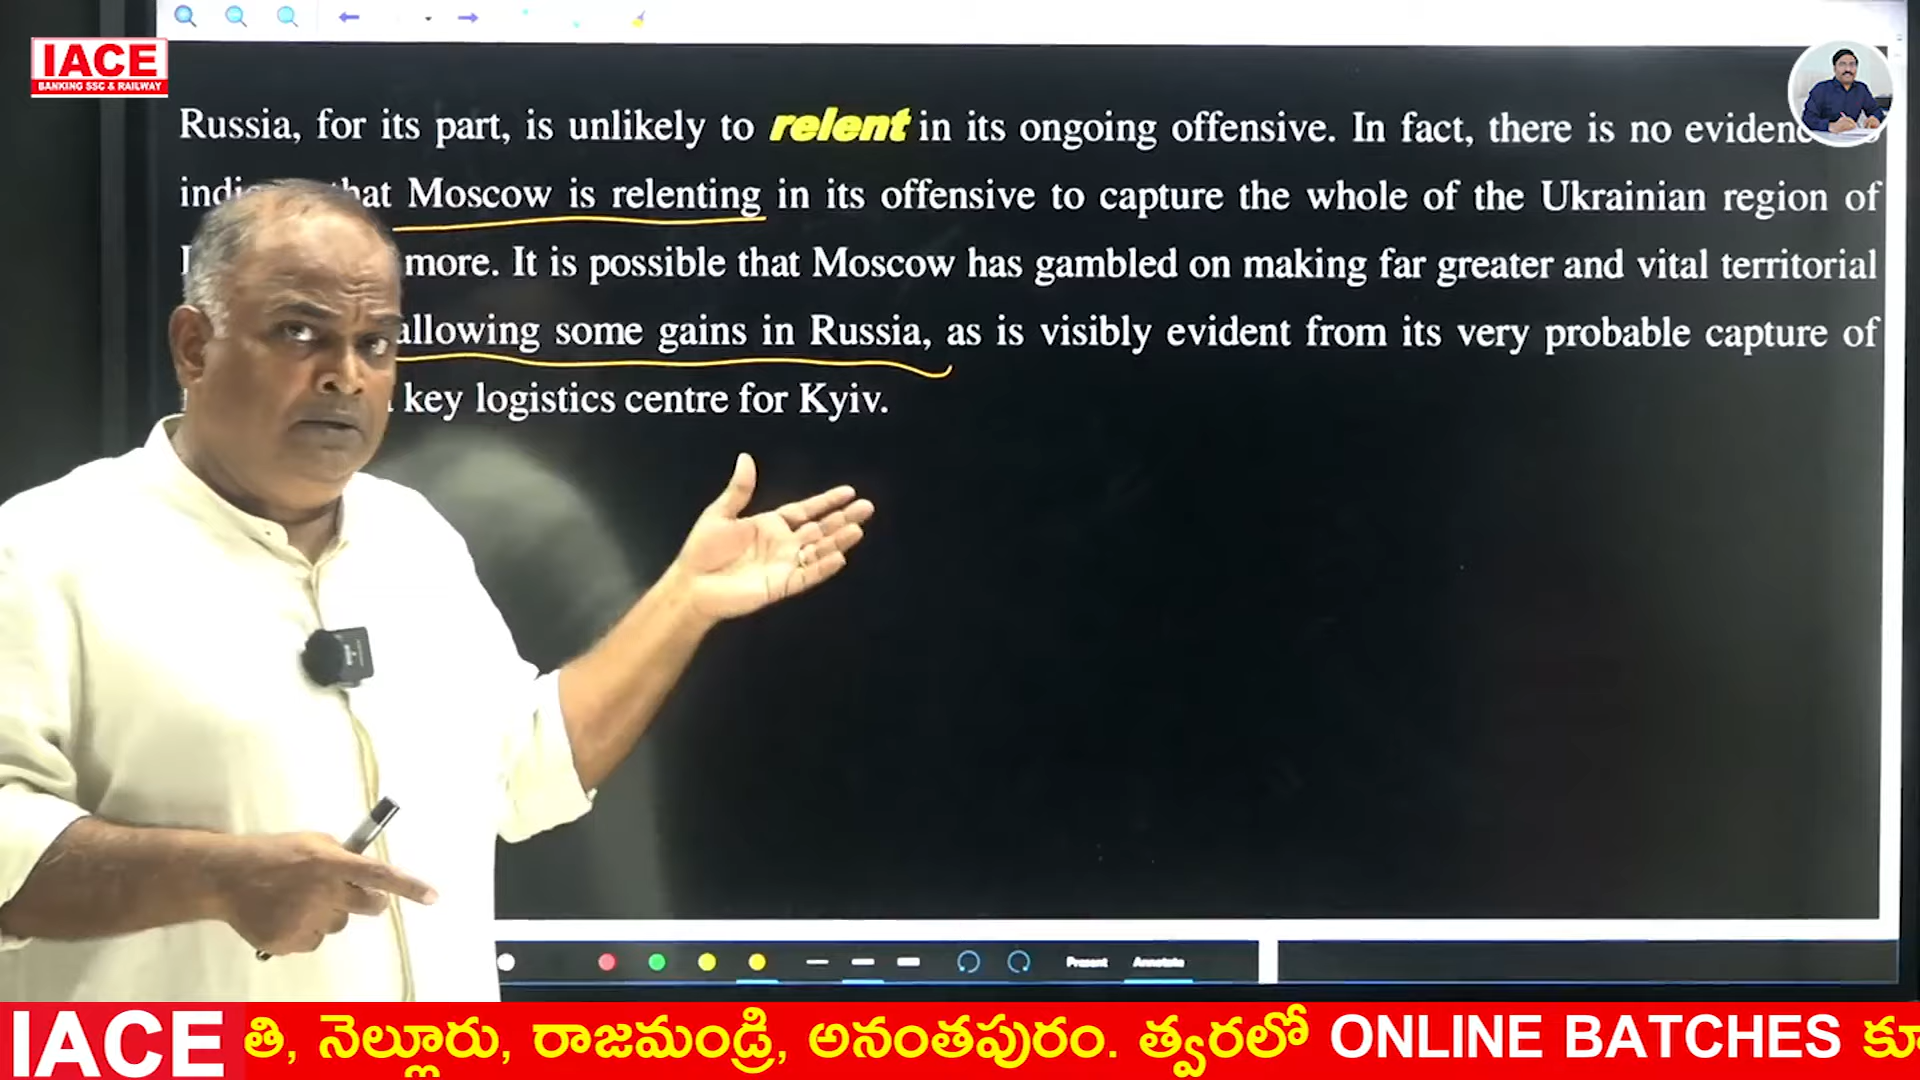 IACE
BANKING SSC & RAILWAY
Russia, for its part, is unlikely to relent in its ongoing offensive. In fact, there is no
that Moscow is relenting in its offensive to capture the whole of the Ukrainian region of
more. It is possible that Moscow has gambled on making far greater and vital territorial
allowing some gains in Russia, as is visibly evident from its very probable capture of
key logistics centre for Kyiv.
Present Annotate
IACE తి, నెల్లూరు, రాజమండ్రి, అనంతపురం. త్వరలో ONLINE BATCHES కూ